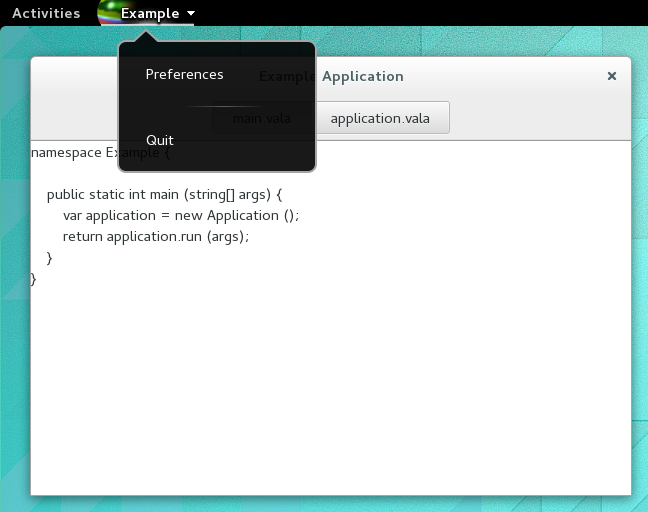 Activities Example
Preferences
Quit
Example Application
main.vala application.vala
namespace Example {
public static int main (string[] args) {
var application = new Application ();
return application.run (args);
}
}